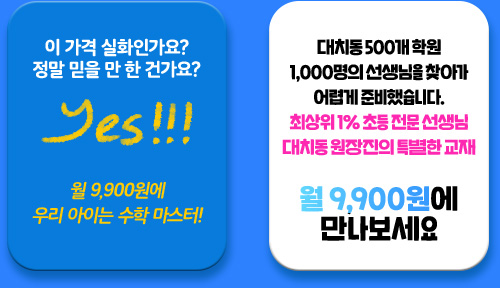 이 가격 실화인가요?
정말 믿을 만 한 건가요?
Yes!!!
월 9,900원에
우리 아이는 수학 마스터!
대치동 500개 학원
1,000명의 선생님을 찾아가
어렵게 준비했습니다.
최상위 1% 초등 전문 선생님
대치동 원장진의 특별한 교재
월 9,900원에
만나보세요